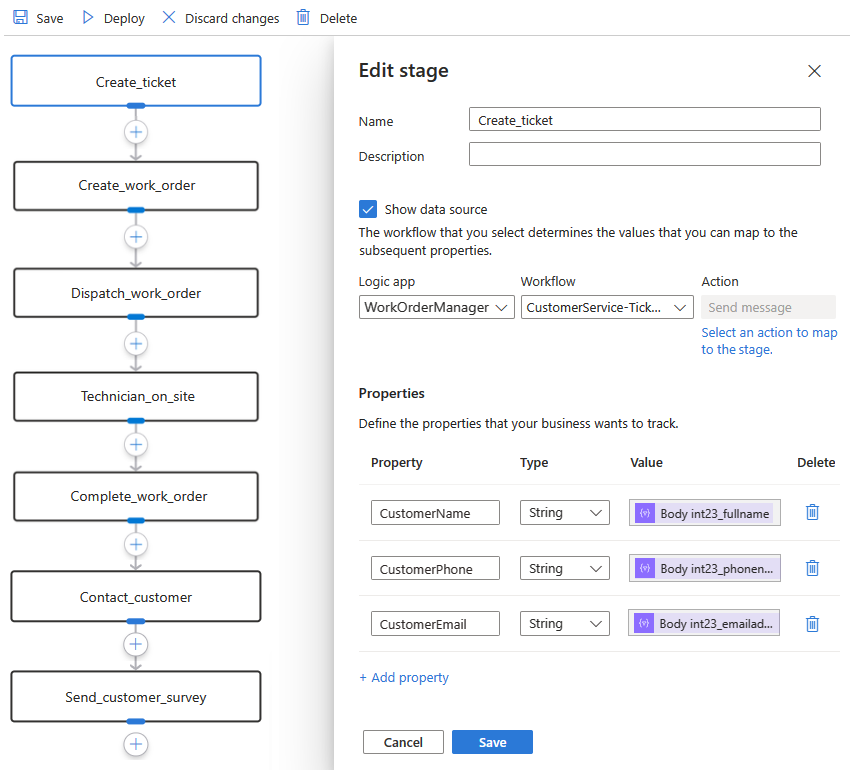 Save Deploy Discard changes Delete
Create_ticket
Create_work_order
Dispatch_work_order
Technician_on_site
Complete_work_order
Contact_customer
Send_customer_survey
Edit stage
Name Create_ticket
Description
Show data source
The workflow that you select determines the values that you can map to the
subsequent properties.
Logic app Workflow Action
WorkOrderManager CustomerService-Tick... Send message
Select an action to map
to the stage.
Properties
Define the properties that your business wants to track.
Property Type Value Delete
CustomerName String Body int23_fullname
CustomerPhone String Body int23_phonen...
CustomerEmail String Body int23_emailad...
+ Add property
Cancel Save